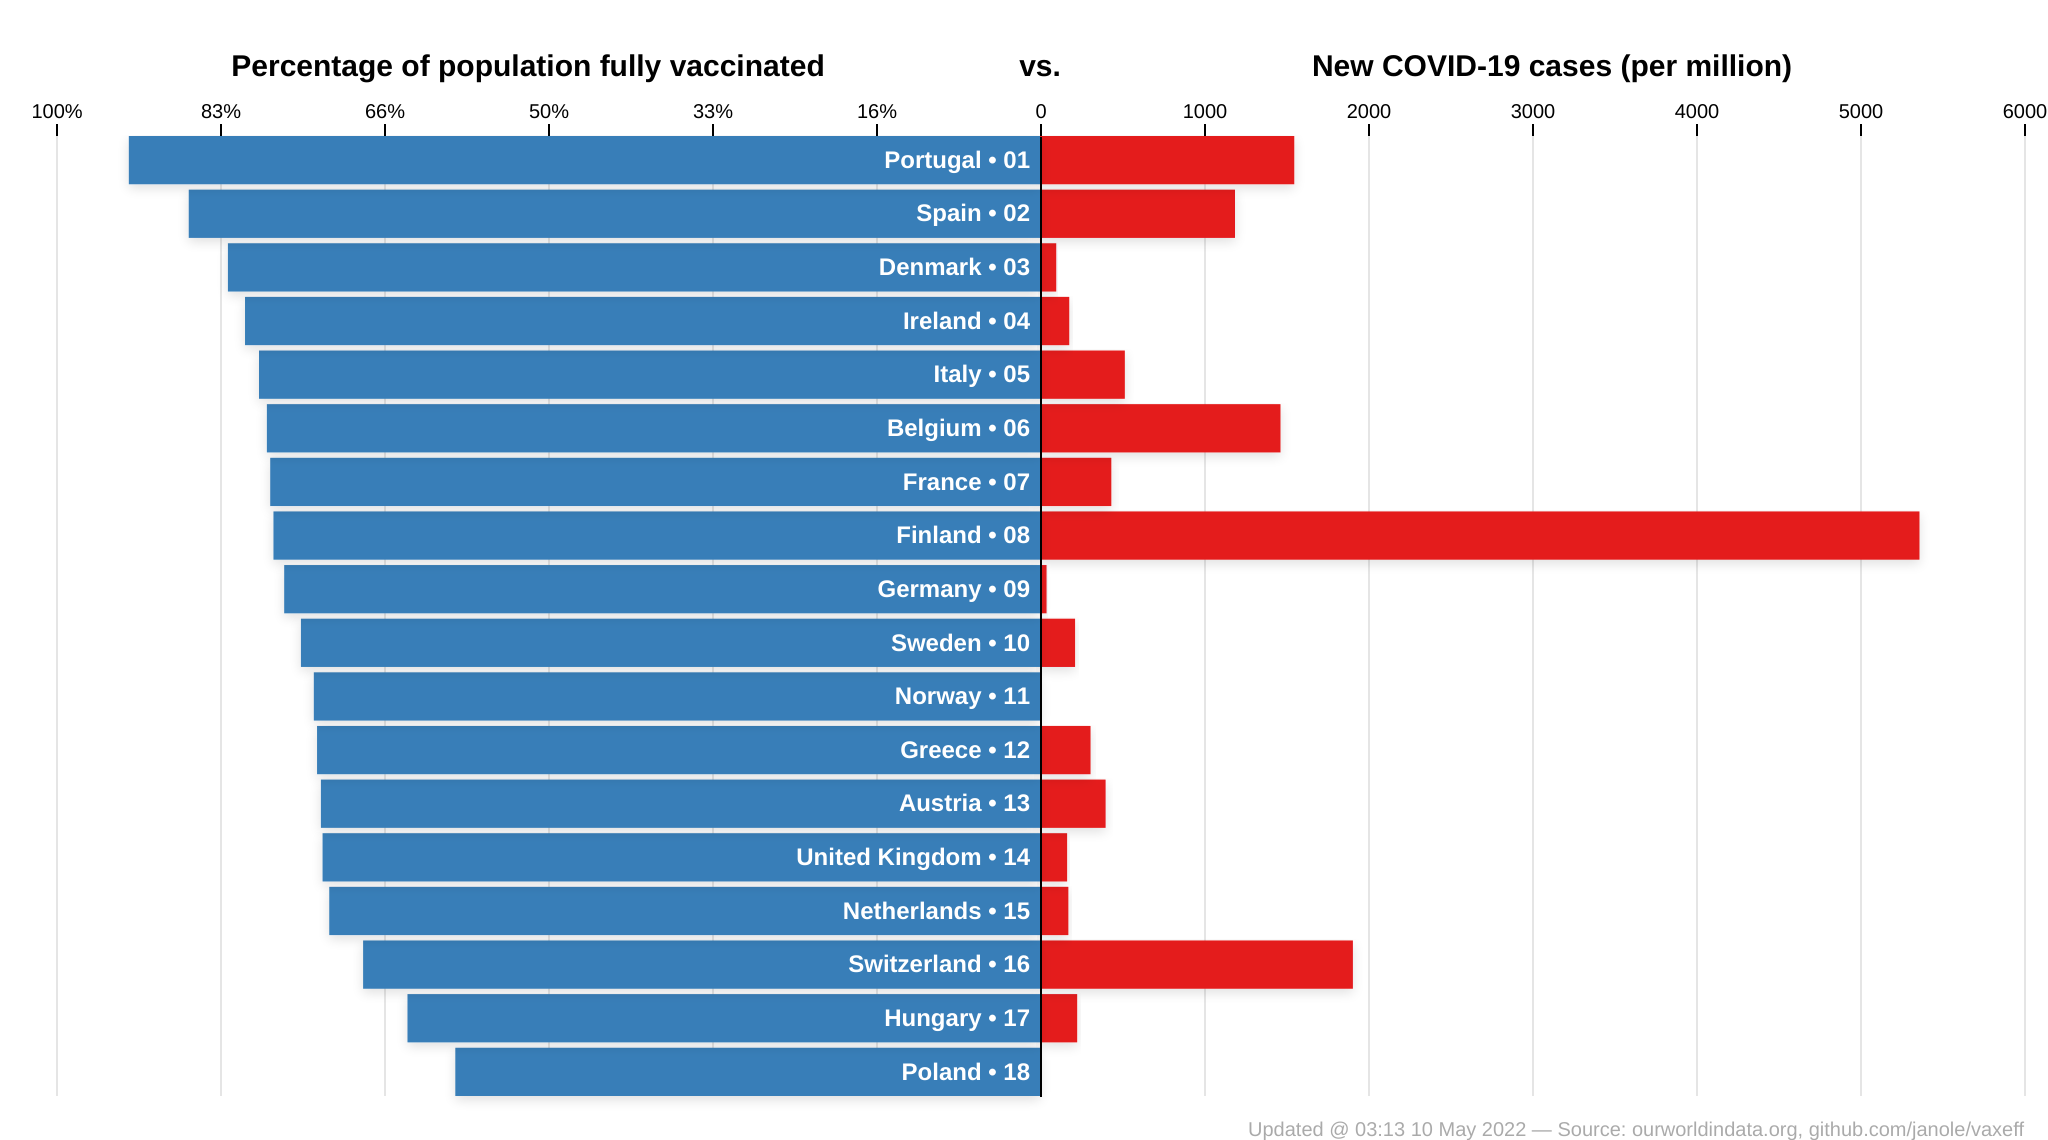 Percentage of population fully vaccinated vs. New COVID-19 cases (per million)
100% 83% 66% 50% 33% 16% 0 1000 2000 3000 4000 5000 6000
Portugal • 01
Spain • 02
Denmark • 03
Ireland • 04
Italy • 05
Belgium • 06
France • 07
Finland • 08
Germany • 09
Sweden • 10
Norway • 11
Greece • 12
Austria • 13
United Kingdom • 14
Netherlands • 15
Switzerland • 16
Hungary • 17
Poland • 18
Updated @ 03:13 10 May 2022 — Source: ourworldindata.org, github.com/janole/vaxeff